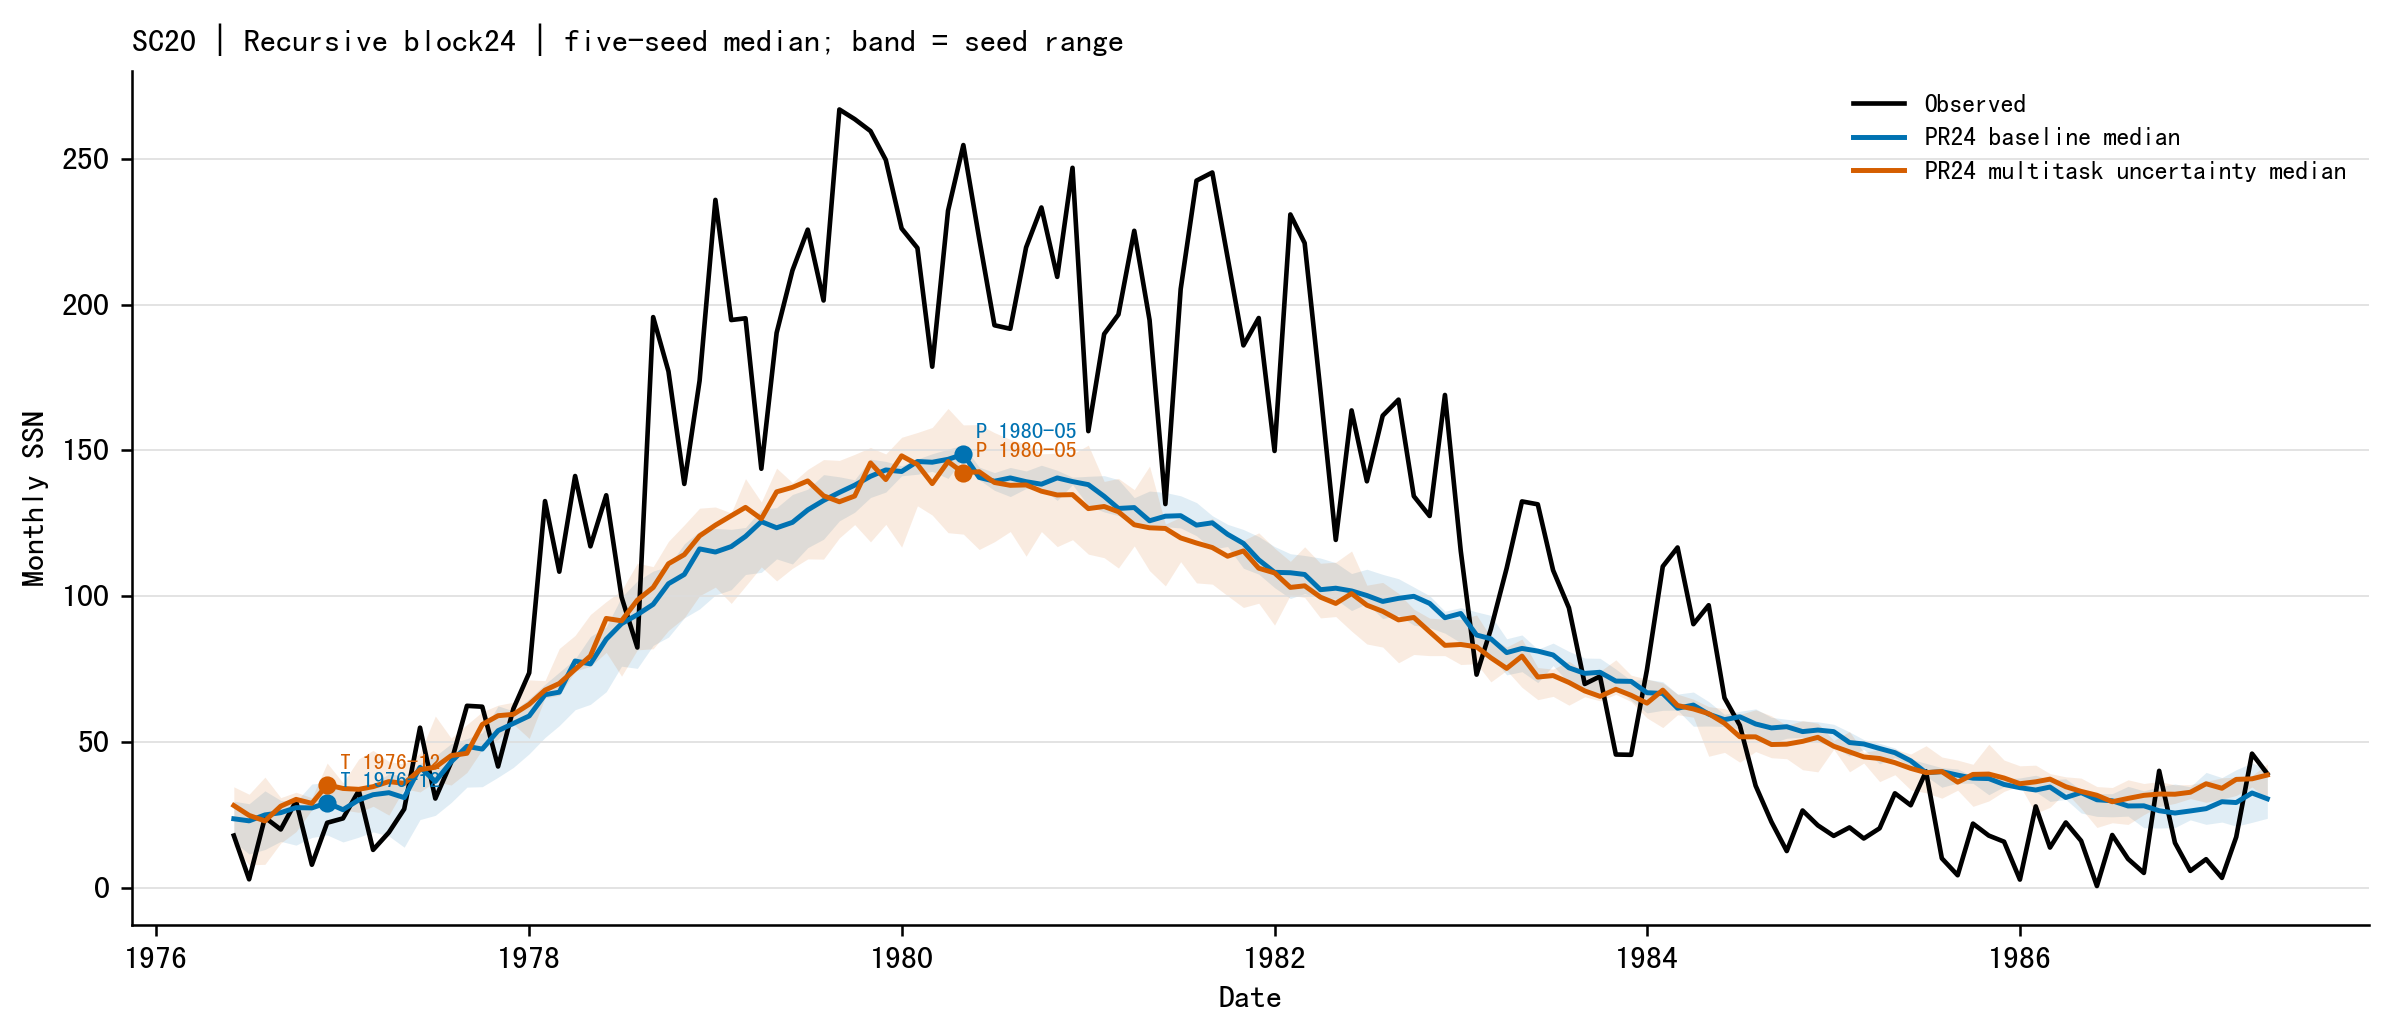 SC20 | Recursive block24 | five-seed median; band = seed range
Observed
PR24 baseline median
PR24 multitask uncertainty median
Monthly SSN
250
200
150
100
50
0
P 1980-05
P 1980-05
T 1976-12
T 1976-12
1976
1978
1980
1982
1984
1986
Date